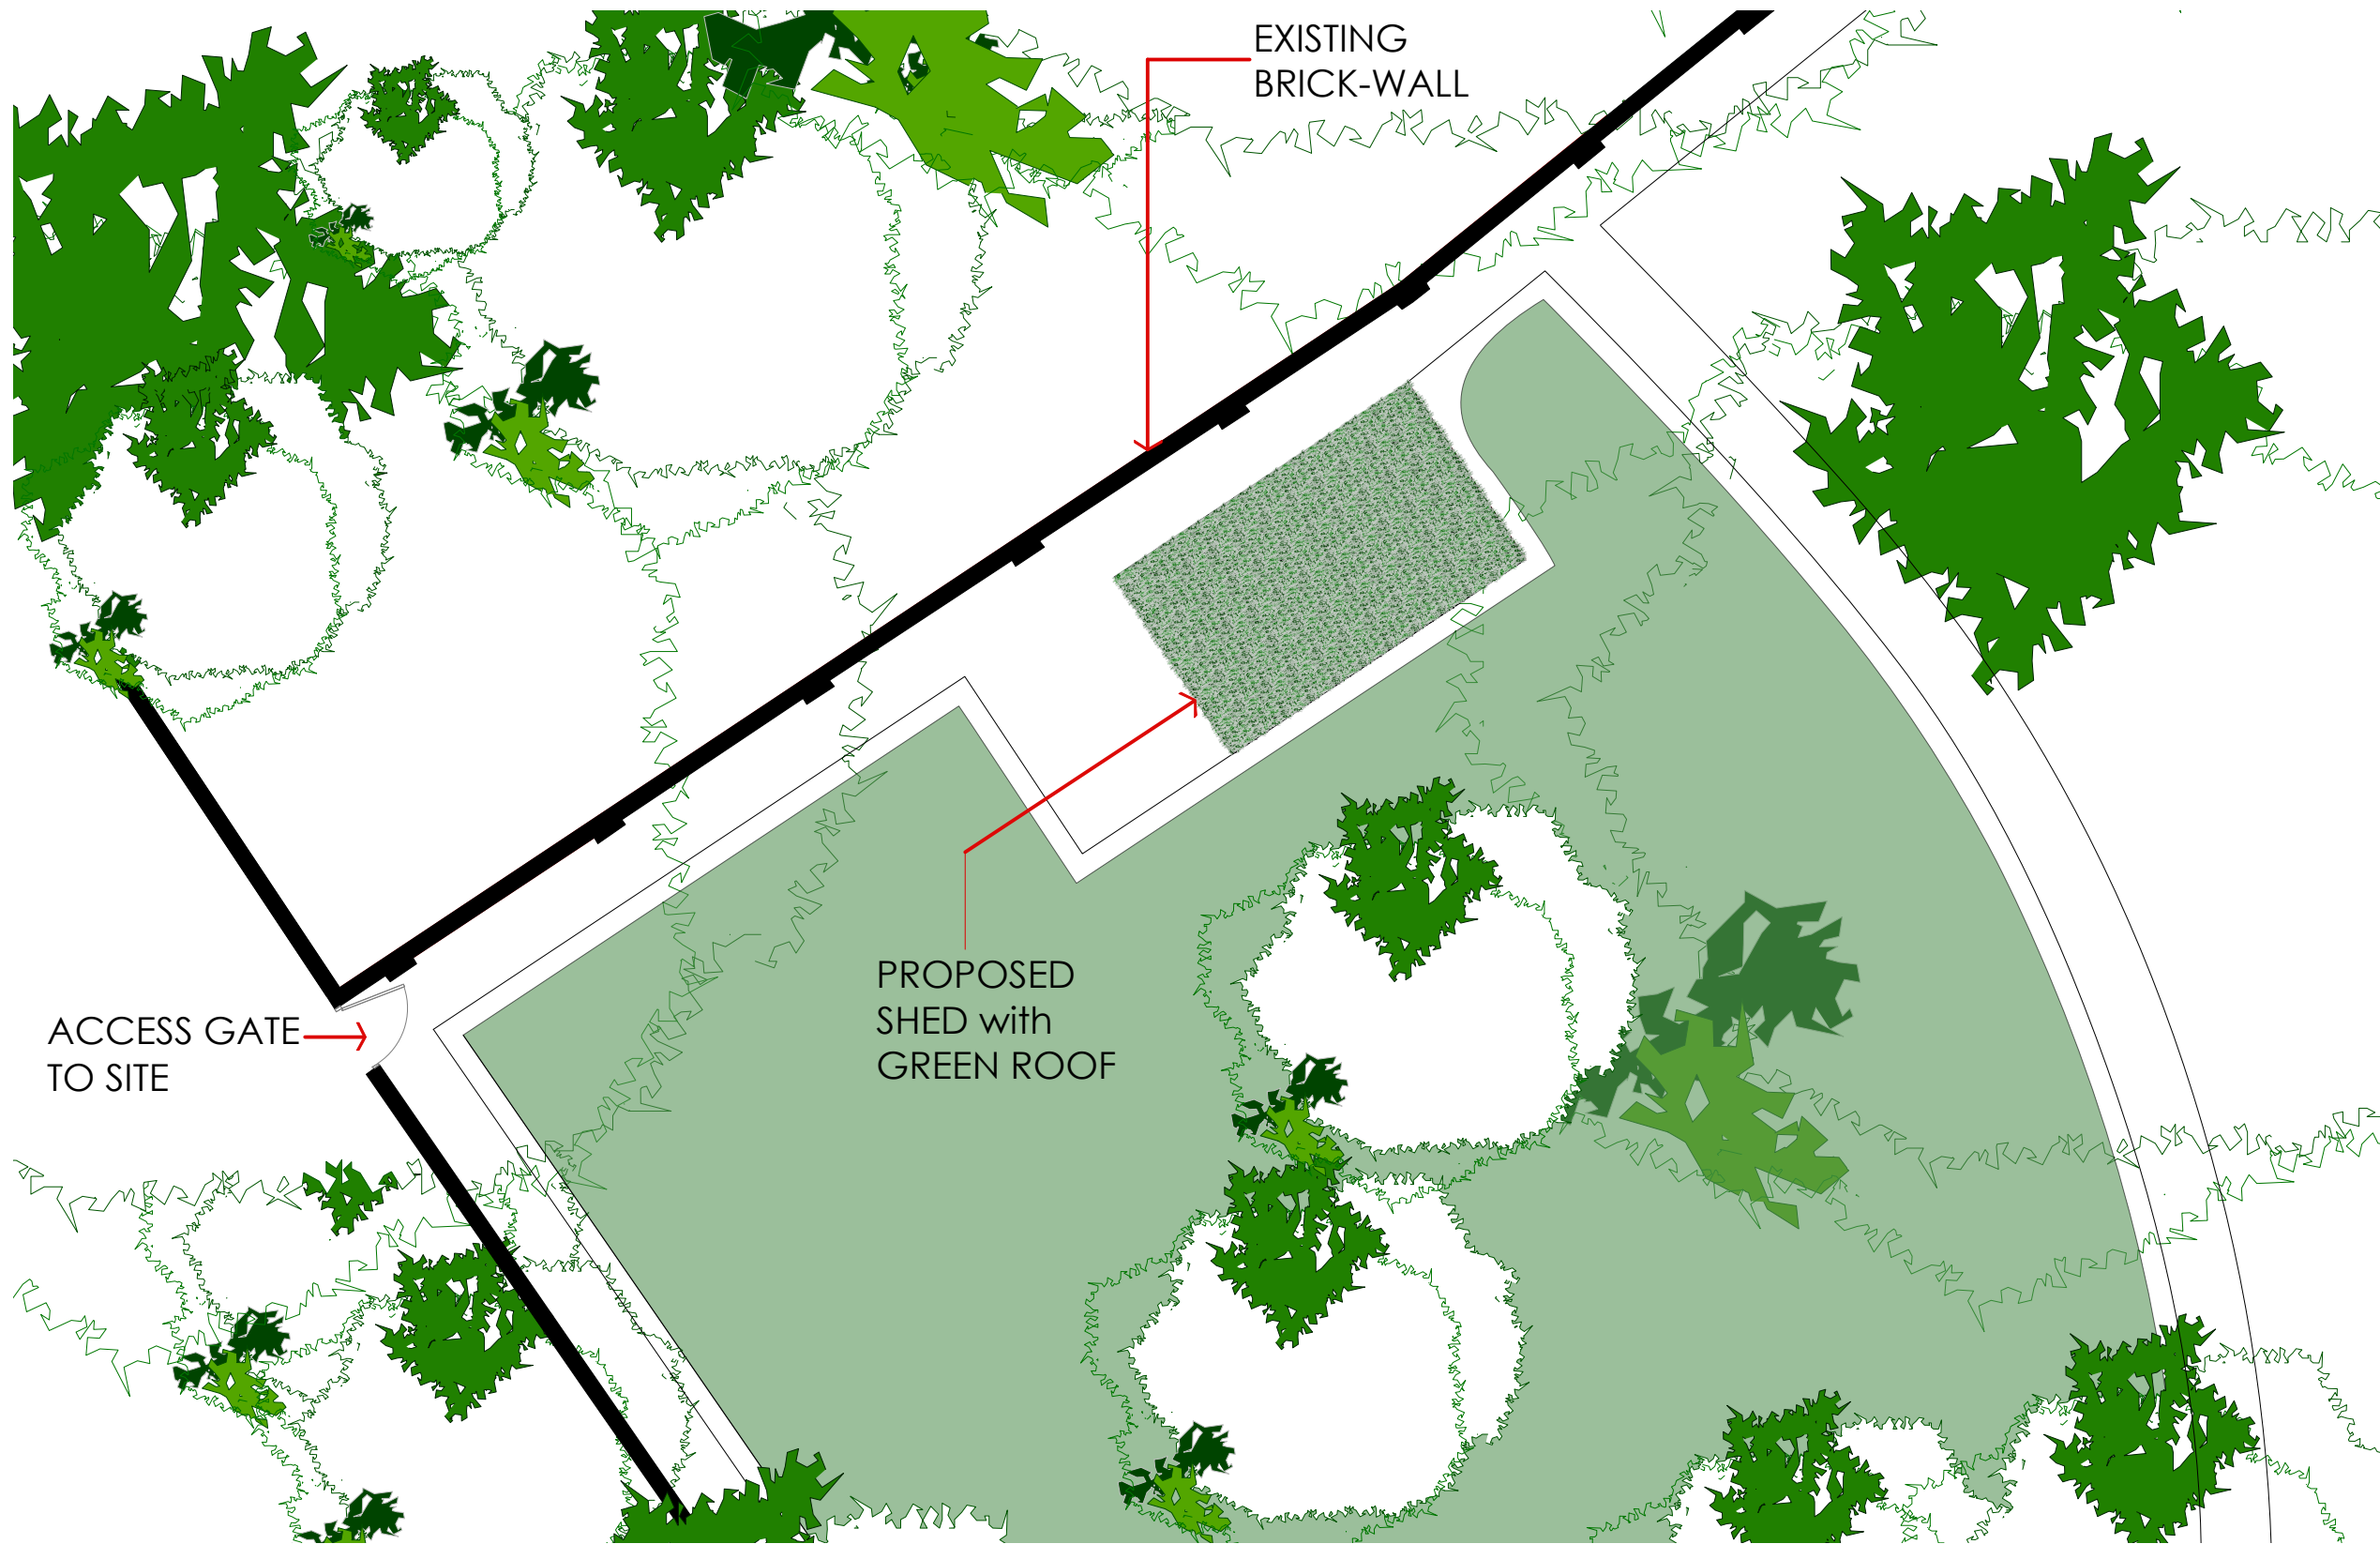 EXISTING
BRICK-WALL
PROPOSED
SHED with
GREEN ROOF
ACCESS GATE
TO SITE